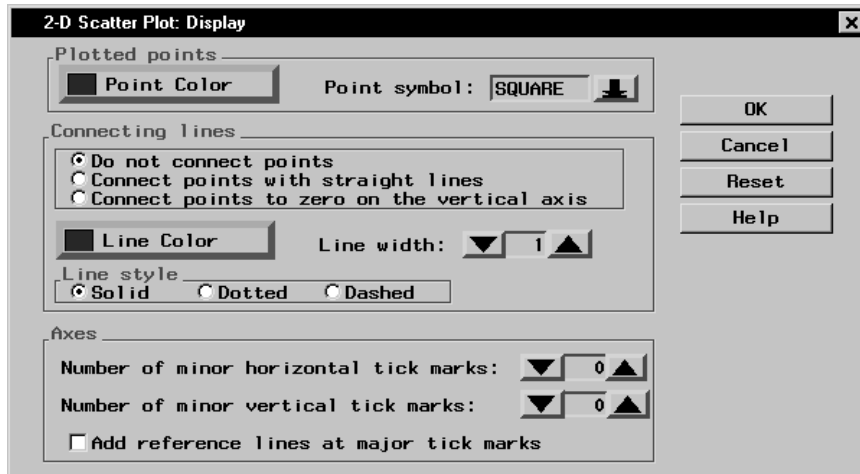 2-D Scatter Plot: Display
Plotted points
Point Color
Point symbol: SQUARE
OK
Connecting lines
Cancel
Do not connect points
Connect points with straight lines
Reset
Connect points to zero on the vertical axis
Help
Line Color
Line width: 1
Line style
Solid Dotted Dashed
Axes
Number of minor horizontal tick marks: 0
Number of minor vertical tick marks: 0
Add reference lines at major tick marks